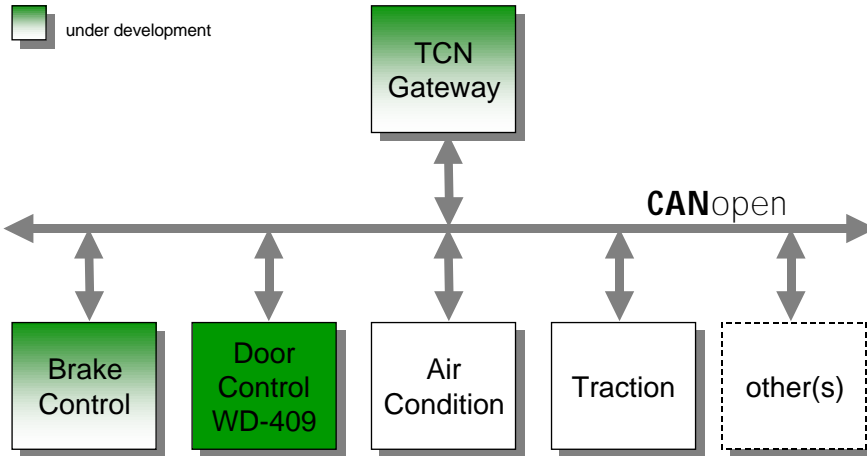 under development
TCN
Gateway
CANopen
Brake
Control
Door
Control
WD-409
Air
Condition
Traction
other(s)